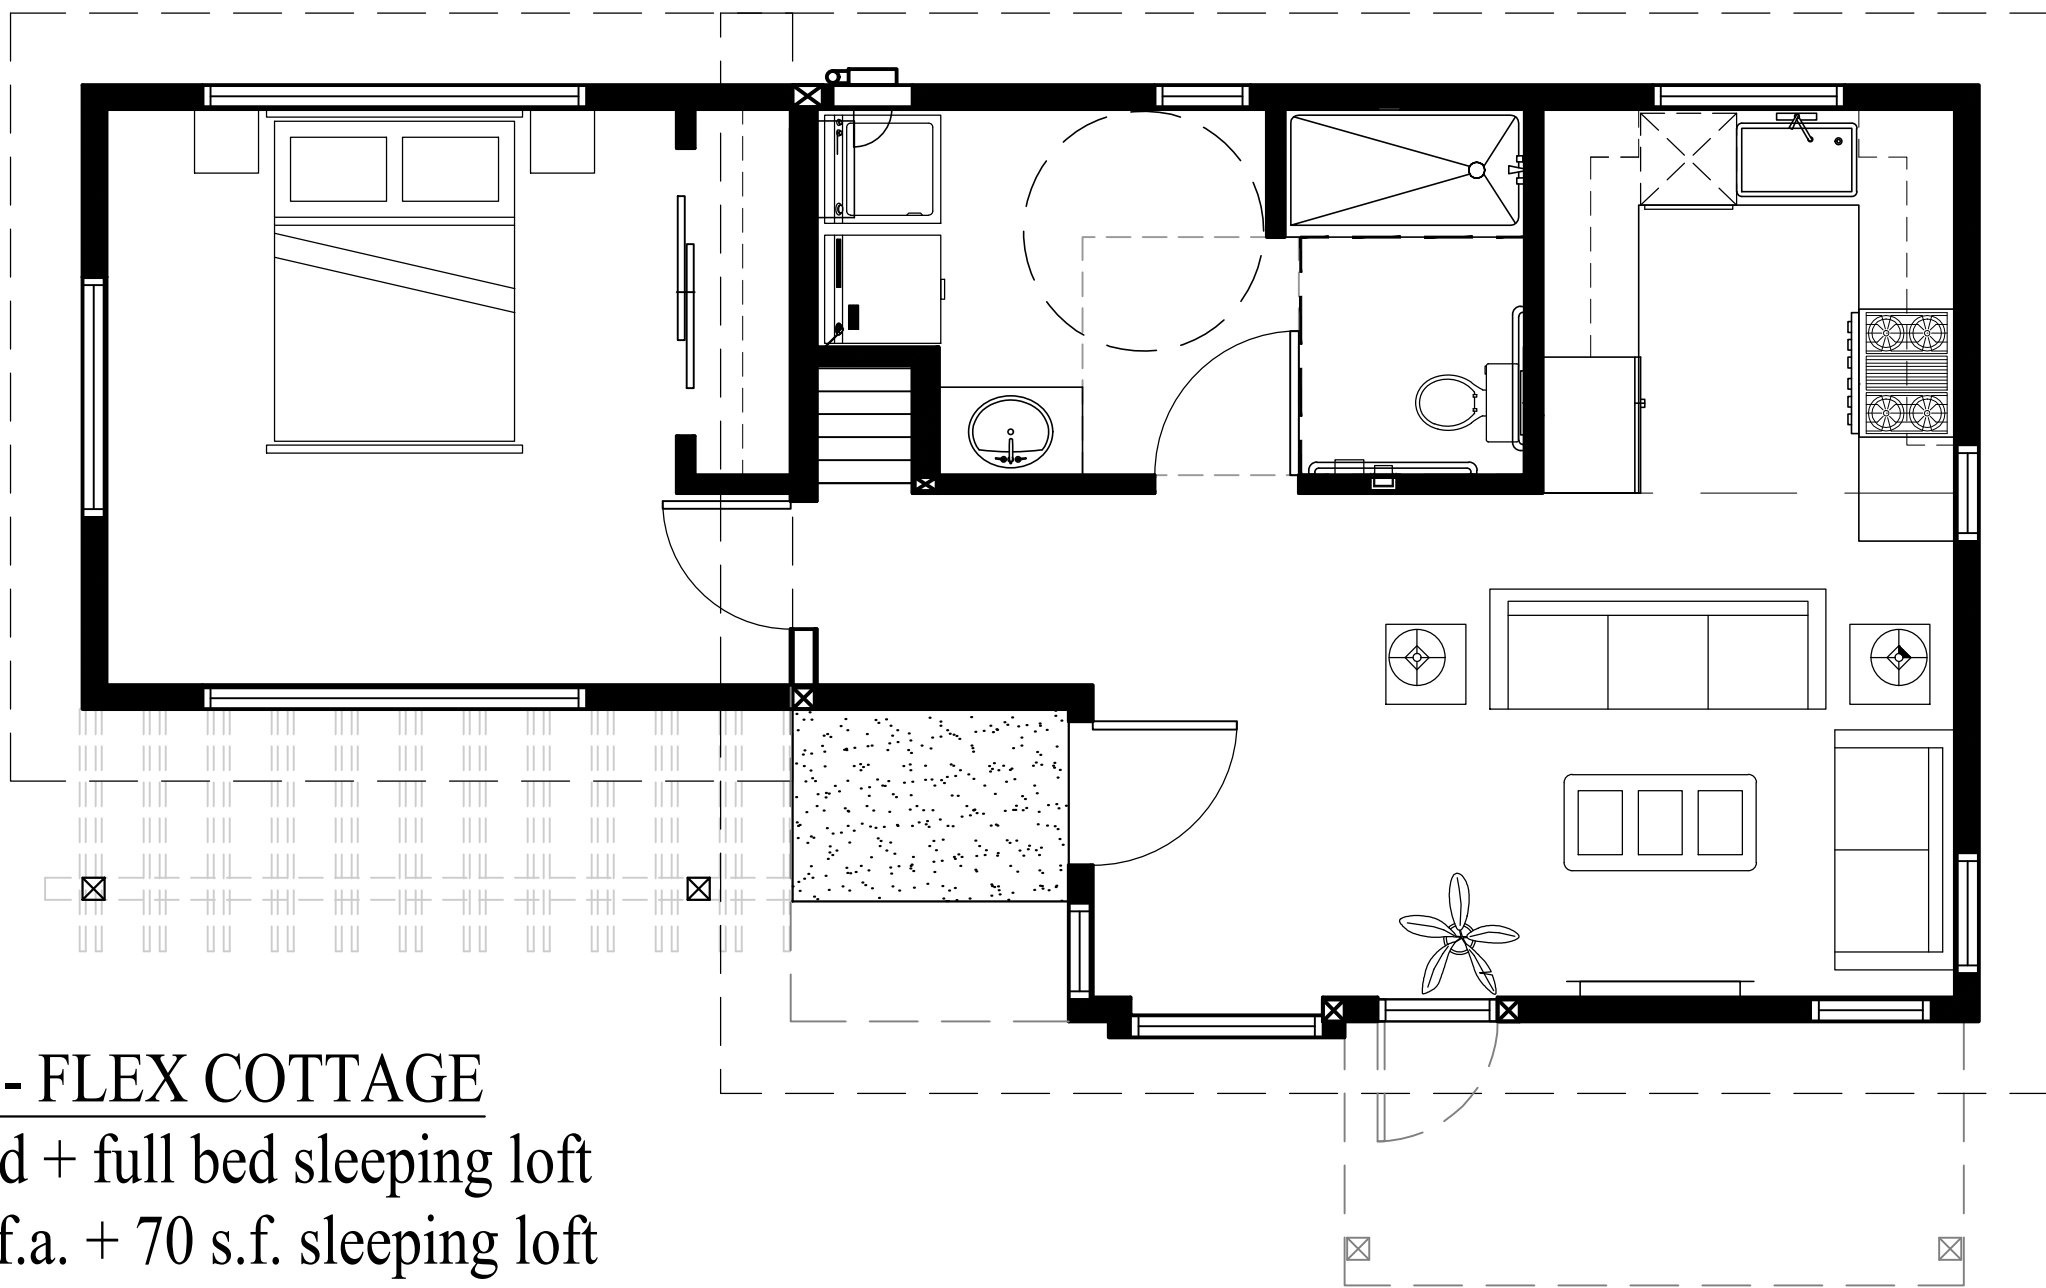 - FLEX COTTAGE
d + full bed sleeping loft
f.a. + 70 s.f. sleeping loft